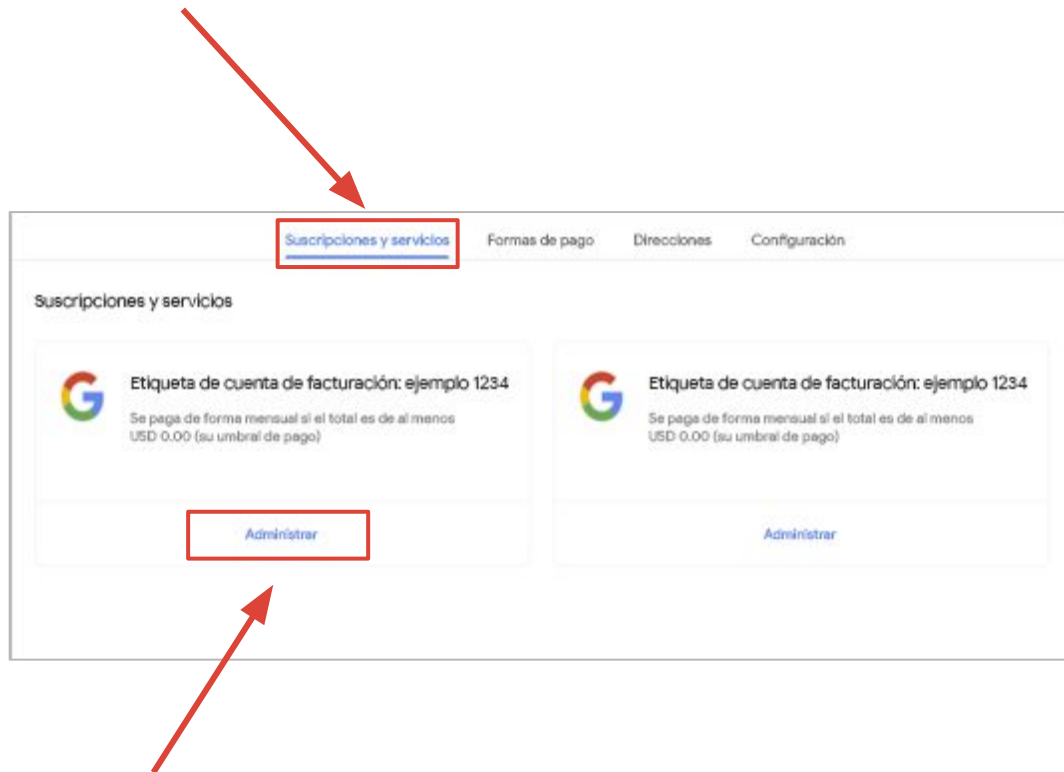 Suscripciones y servicios Formas de pago Direcciones Configuración
Suscripciones y servicios
Etiqueta de cuenta de facturación: ejemplo 1234
Se paga de forma mensual si el total es de al menos
USD 0.00 (su umbral de pago)
Administrar
Etiqueta de cuenta de facturación: ejemplo 1234
Se paga de forma mensual si el total es de al menos
USD 0.00 (su umbral de pago)
Administrar